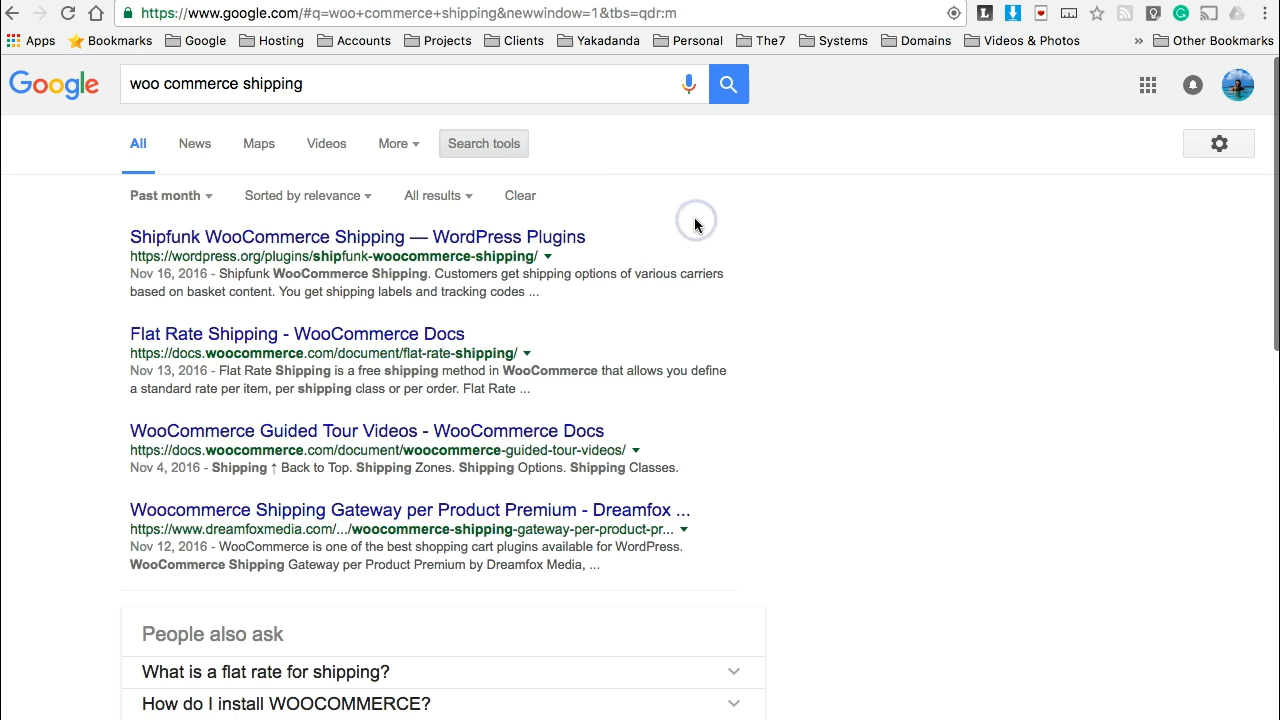 https://www.google.com/#q=woo+commerce+shipping&newwindow=1&tbs=qdr:m
Apps Bookmarks Google Hosting Accounts Projects Clients Yakadanda Personal The7 Systems Domains Videos & Photos » Other Bookmarks
Google woo commerce shipping
All News Maps Videos More Search tools
Past month Sorted by relevance All results Clear
Shipfunk WooCommerce Shipping — WordPress Plugins
https://wordpress.org/plugins/shipfunk-woocommerce-shipping/
Nov 16, 2016 - Shipfunk WooCommerce Shipping. Customers get shipping options of various carriers
based on basket content. You get shipping labels and tracking codes ...
Flat Rate Shipping - WooCommerce Docs
https://docs.woocommerce.com/document/flat-rate-shipping/
Nov 13, 2016 - Flat Rate Shipping is a free shipping method in WooCommerce that allows you define
a standard rate per item, per shipping class or per order. Flat Rate ...
WooCommerce Guided Tour Videos - WooCommerce Docs
https://docs.woocommerce.com/document/woocommerce-guided-tour-videos/
Nov 4, 2016 - Shipping ↑ Back to Top. Shipping Zones. Shipping Options. Shipping Classes.
Woocommerce Shipping Gateway per Product Premium - Dreamfox ...
https://www.dreamfoxmedia.com/.../woocommerce-shipping-gateway-per-product-pr...
Nov 12, 2016 - WooCommerce is one of the best shopping cart plugins available for WordPress.
WooCommerce Shipping Gateway per Product Premium by Dreamfox Media, ...
People also ask
What is a flat rate for shipping?
How do I install WOOCOMMERCE?